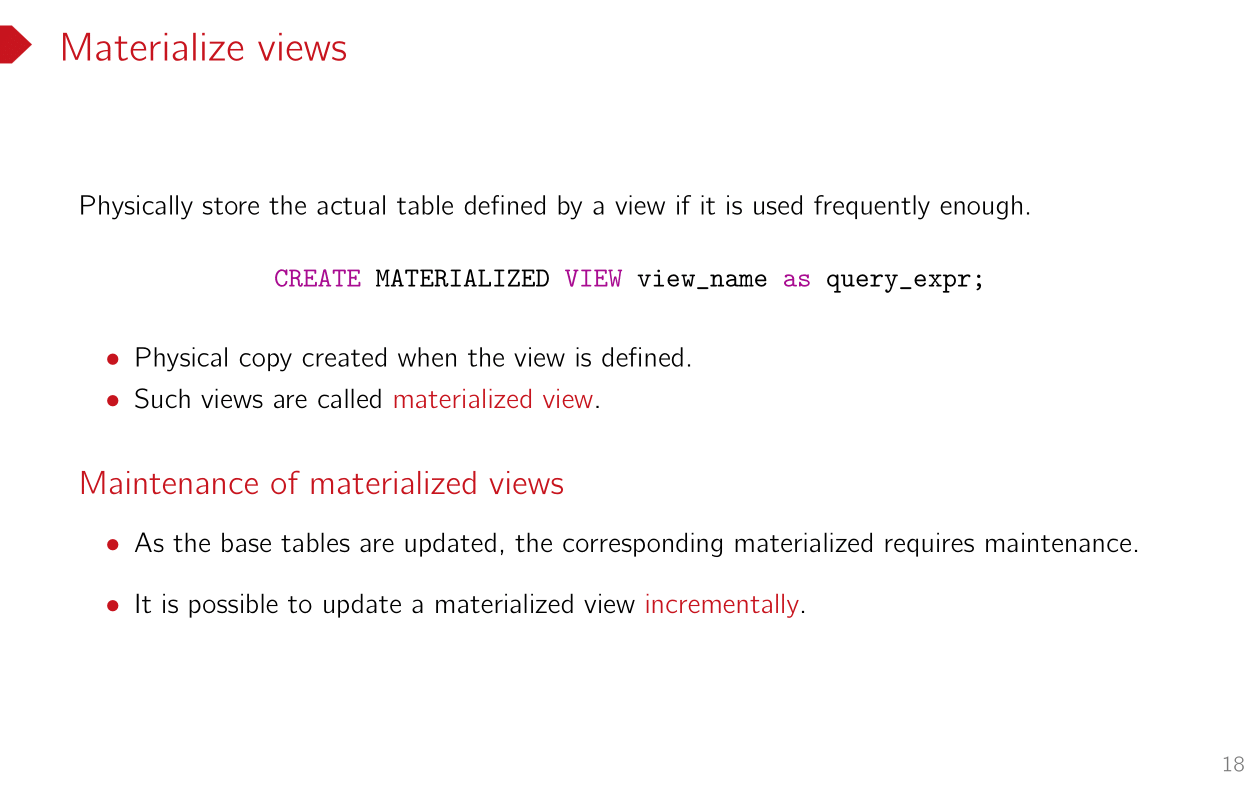 Materialize views
Physically store the actual table defined by a view if it is used frequently enough.
CREATE MATERIALIZED VIEW view_name as query_expr;
• Physical copy created when the view is defined.
• Such views are called materialized view.
Maintenance of materialized views
• As the base tables are updated, the corresponding materialized requires maintenance.
• It is possible to update a materialized view incrementally.
18